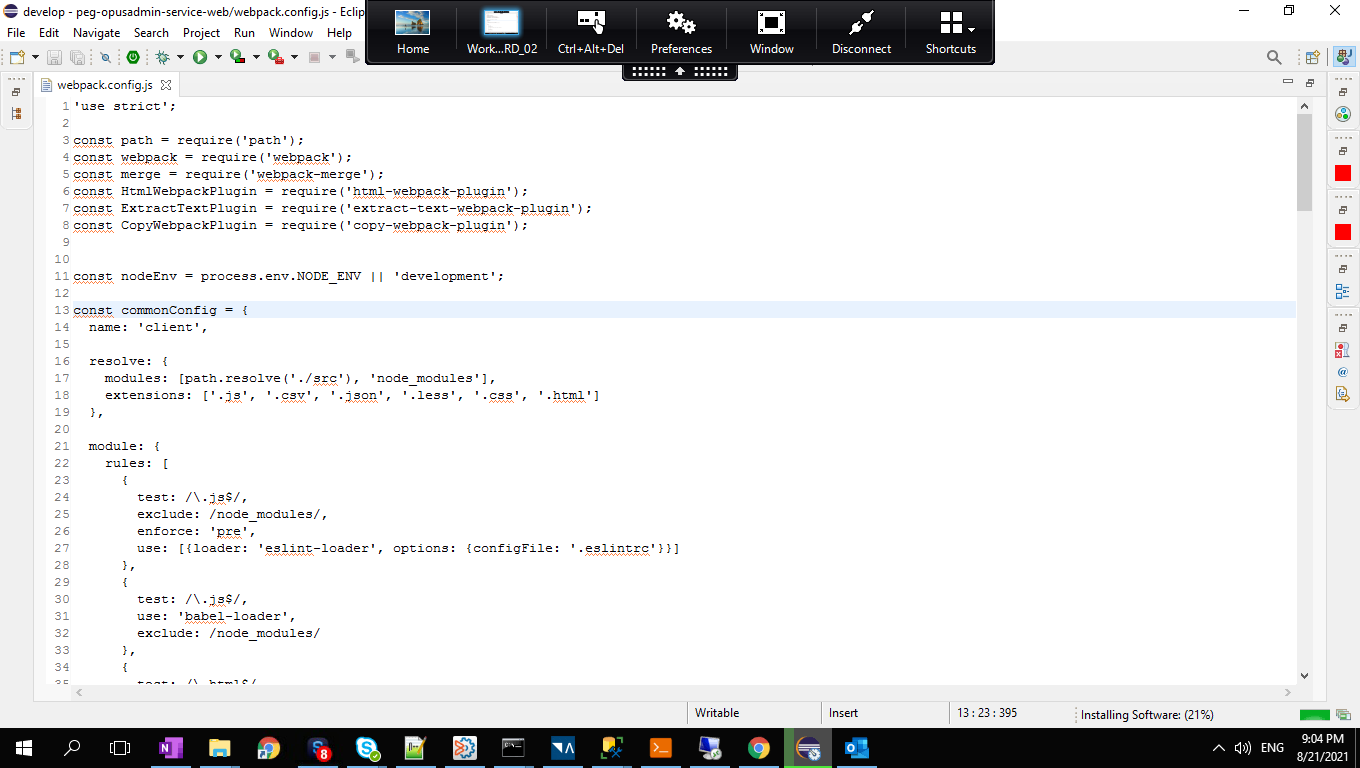 develop - peg-opusadmin-service-web/webpack.config.js - Eclip
File Edit Navigate Search Project Run Window Help
Home Work...RD_02 Ctrl+Alt+Del Preferences Window Disconnect Shortcuts
webpack.config.js
1 'use strict';
2
3 const path = require('path');
4 const webpack = require('webpack');
5 const merge = require('webpack-merge');
6 const HtmlWebpackPlugin = require('html-webpack-plugin');
7 const ExtractTextPlugin = require('extract-text-webpack-plugin');
8 const CopyWebpackPlugin = require('copy-webpack-plugin');
9
10
11 const nodeEnv = process.env.NODE_ENV || 'development';
12
13 const commonConfig = {
14   name: 'client',
15
16   resolve: {
17     modules: [path.resolve('./src'), 'node_modules'],
18     extensions: ['.js', '.csv', '.json', '.less', '.css', '.html']
19   },
20
21   module: {
22     rules: [
23       {
24         test: /\.js$/,
25         exclude: /node_modules/,
26         enforce: 'pre',
27         use: [{loader: 'eslint-loader', options: {configFile: '.eslintrc'}}]
28       },
29       {
30         test: /\.js$/,
31         use: 'babel-loader',
32         exclude: /node_modules/
33       },
34       {
35         test: /\.html$/,
Writable Insert 13 : 23 : 395 Installing Software: (21%)
8
ENG
9:04 PM
8/21/2021